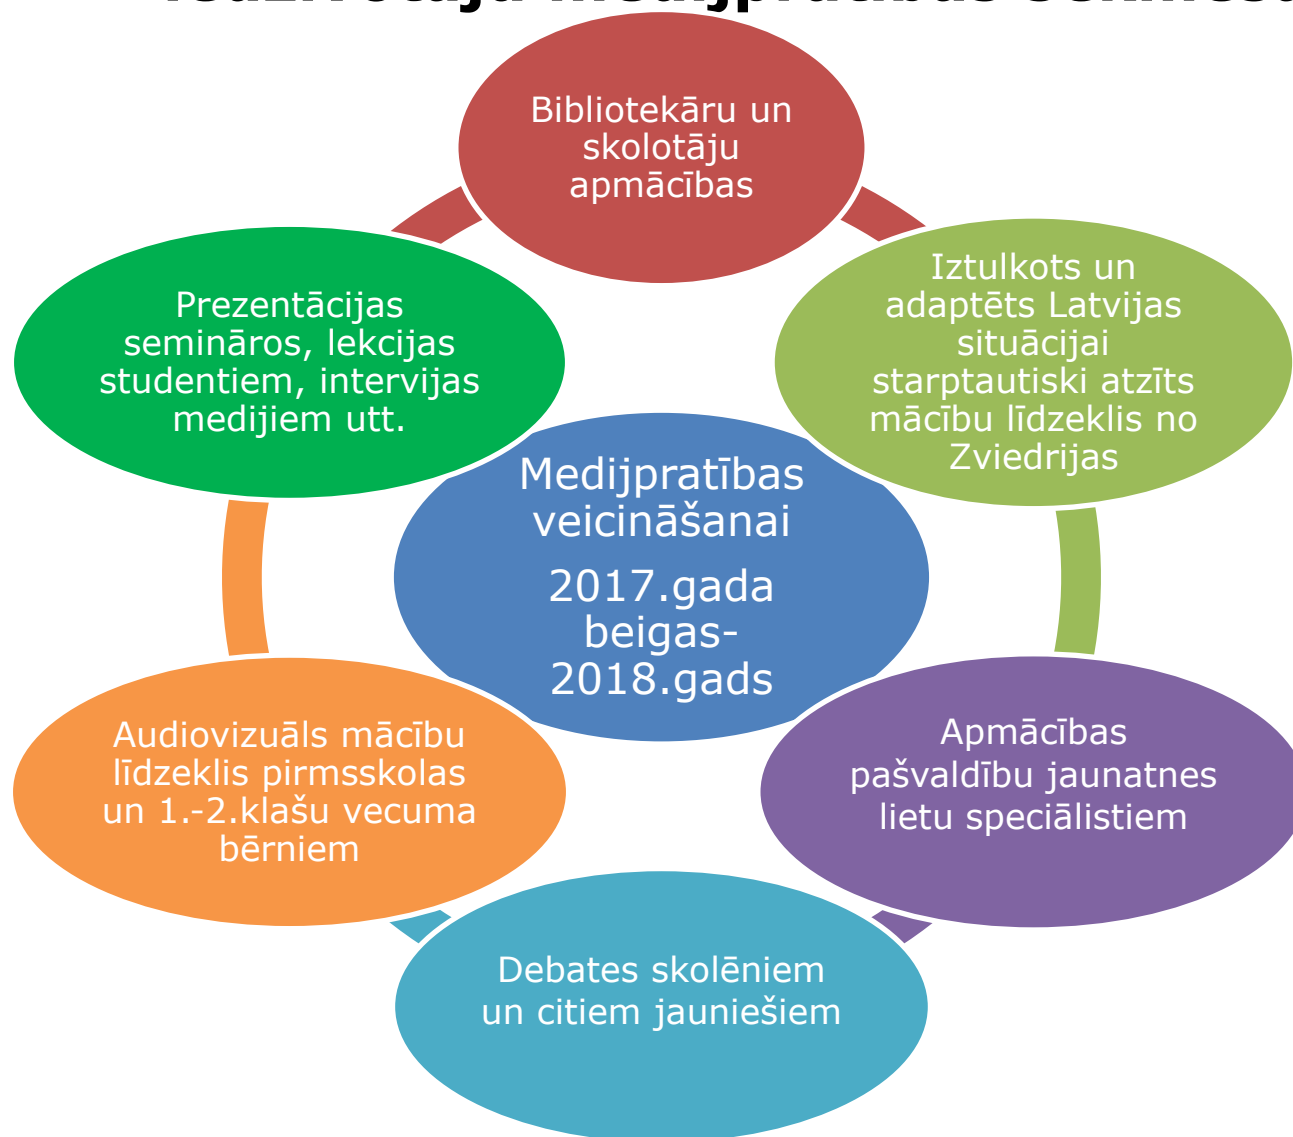 Bibliotekāru un
skolotāju
apmācības
Iztulkots un
adaptēts Latvijas
situācijai
starptautiski atzīts
mācību līdzeklis no
Zviedrijas
Apmācības
pašvaldību jaunatnes
lietu speciālistiem
Debates skolēniem
un citiem jauniešiem
Audiovizuāls mācību
līdzeklis pirmsskolas
un 1.-2.klašu vecuma
bērniem
Prezentācijas
semināros, lekcijas
studentiem, intervijas
medijiem utt.
Medijpratības
veicināšanai
2017.gada
beigas-
2018.gads